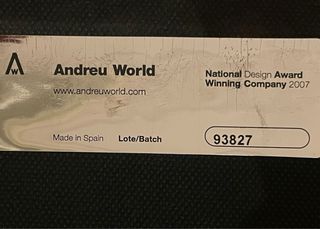 Andreu World
www.andreuworld.com
National Design Award
Winning Company 2007
Made in Spain Lote/Batch 93827